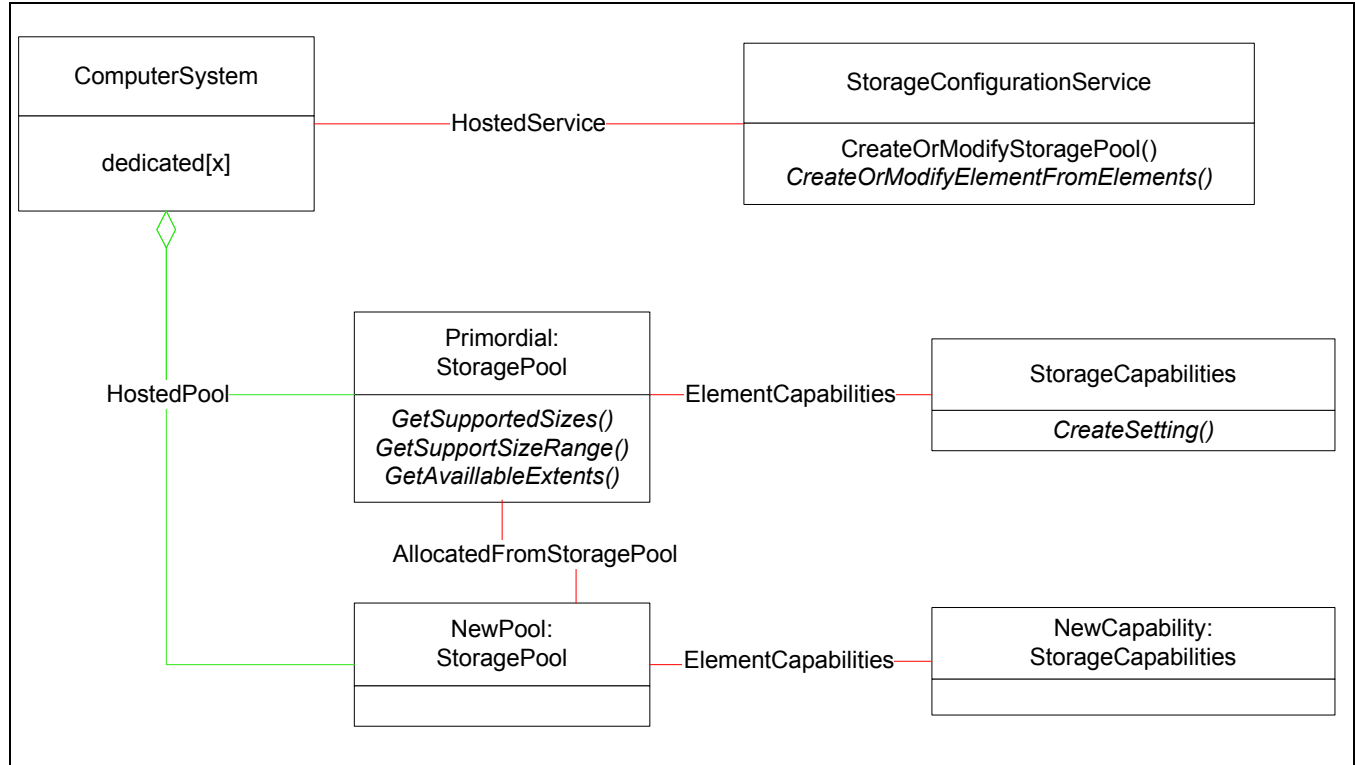 ComputerSystem
dedicated[x]
HostedService
StorageConfigurationService
CreateOrModifyStoragePool()
CreateOrModifyElementFromElements()
HostedPool
Primordial:
StoragePool
GetSupportedSizes()
GetSupportSizeRange()
GetAvaillableExtents()
ElementCapabilities
StorageCapabilities
CreateSetting()
AllocatedFromStoragePool
NewPool:
StoragePool
ElementCapabilities
NewCapability:
StorageCapabilities